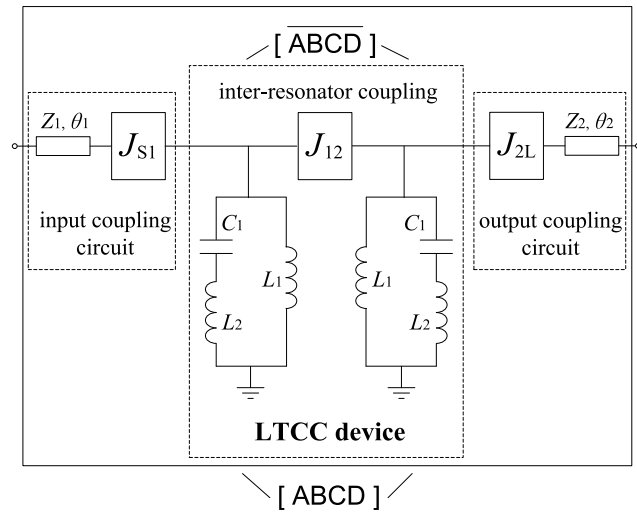 [ A̅B̅C̅D̅ ]
inter-resonator coupling
Z1, θ1
JS1
J12
J2L
Z2, θ2
input coupling
circuit
output coupling
circuit
C1
L1
L2
L1
C1
L2
LTCC device
[ ABCD ]